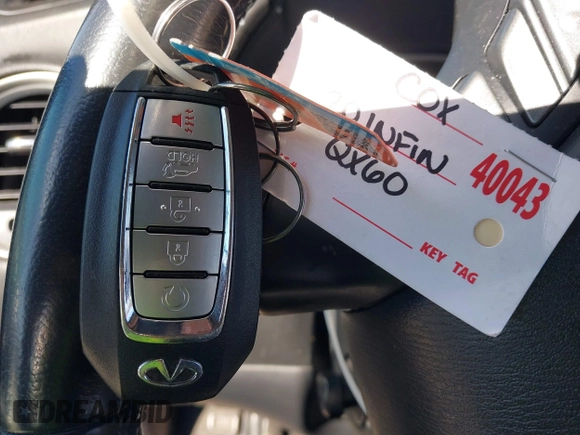 HOLD
COX
INFIN
QX60
40043
KEY TAG
DREAMBID